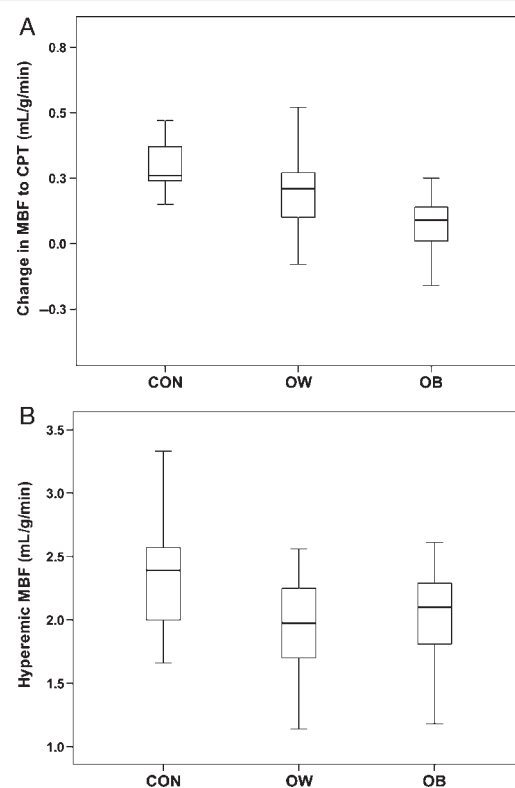 A
Change in MBF to CPT (mL/g/min)
0.8
0.5
0.3
0.0
–0.3
CON OW OB
B
Hyperemic MBF (mL/g/min)
3.5
3.0
2.5
2.0
1.5
1.0
CON OW OB